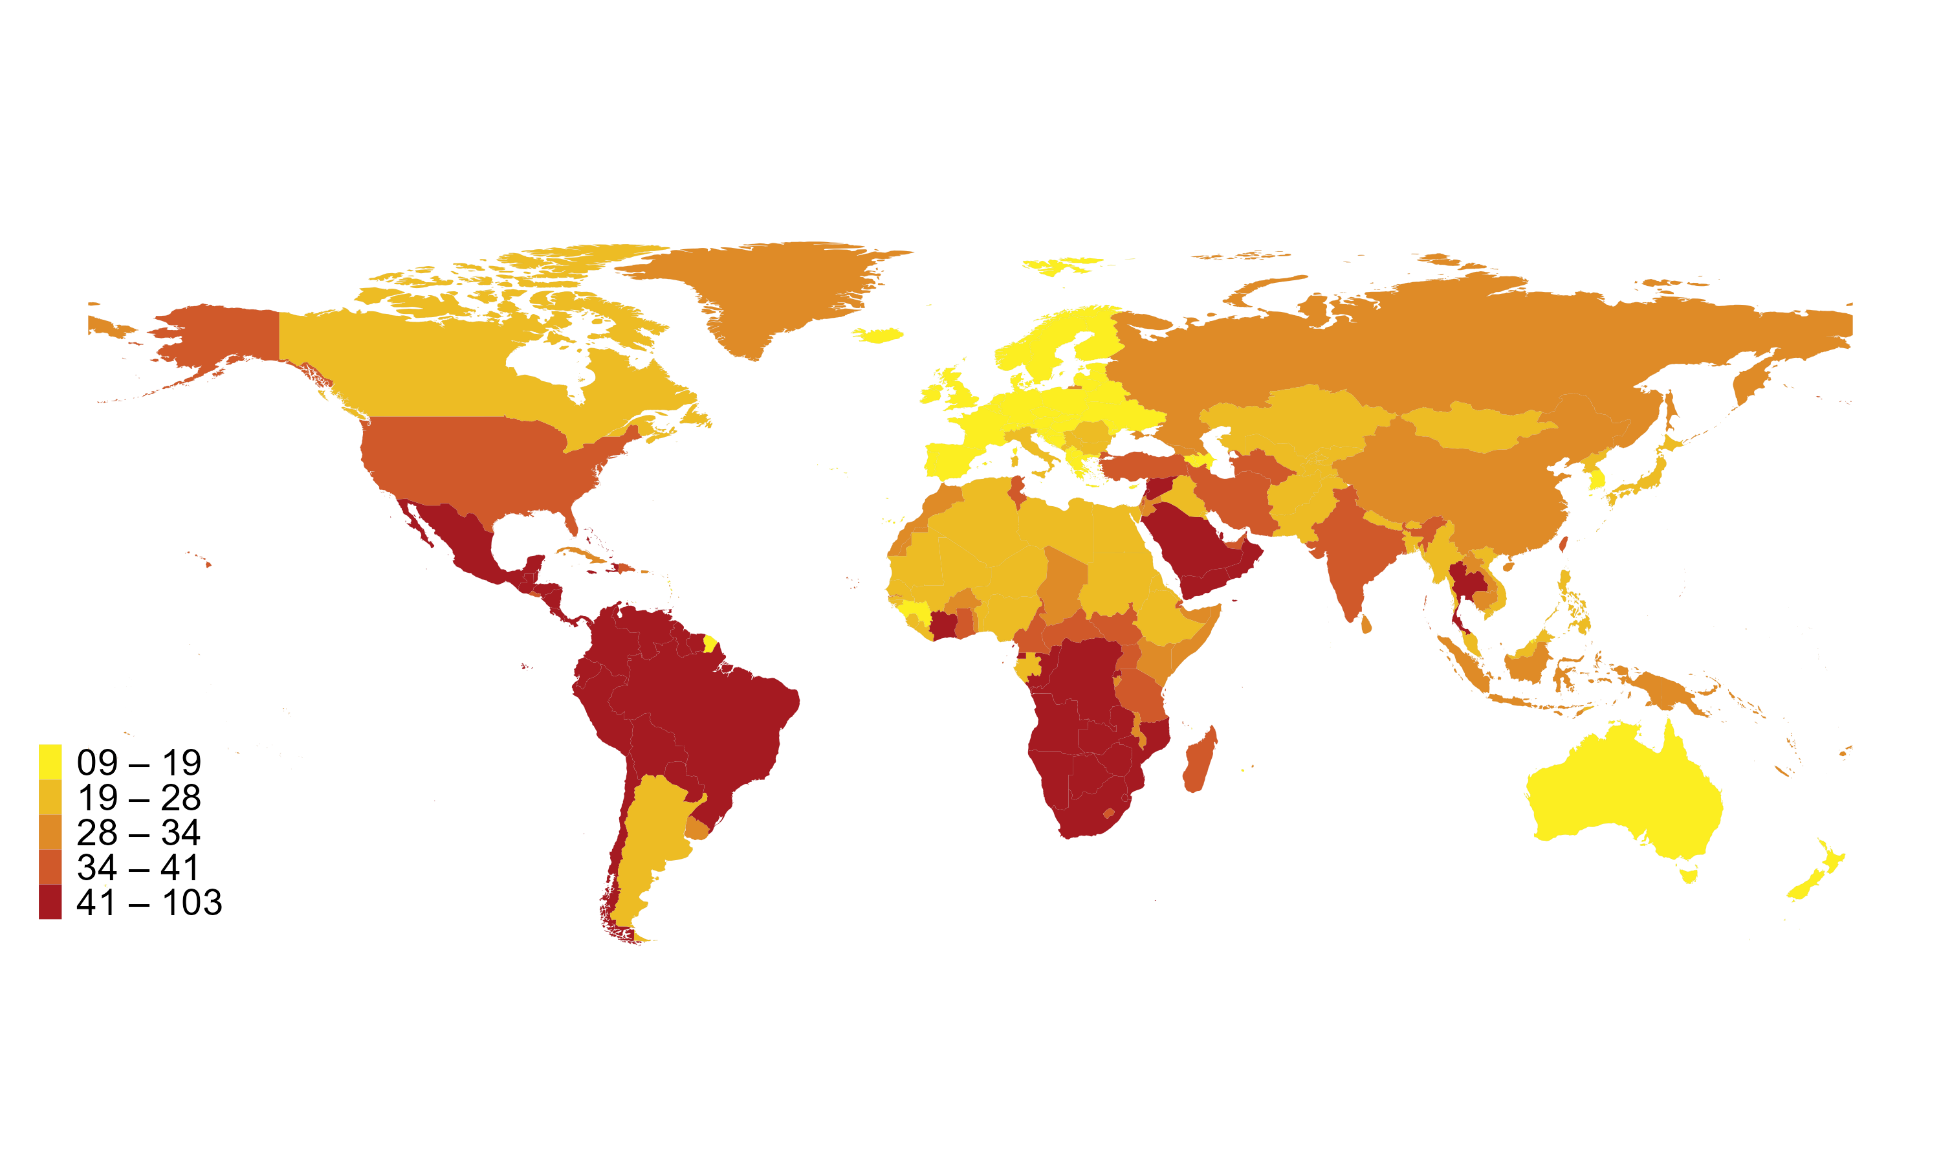 09 – 19
19 – 28
28 – 34
34 – 41
41 – 103